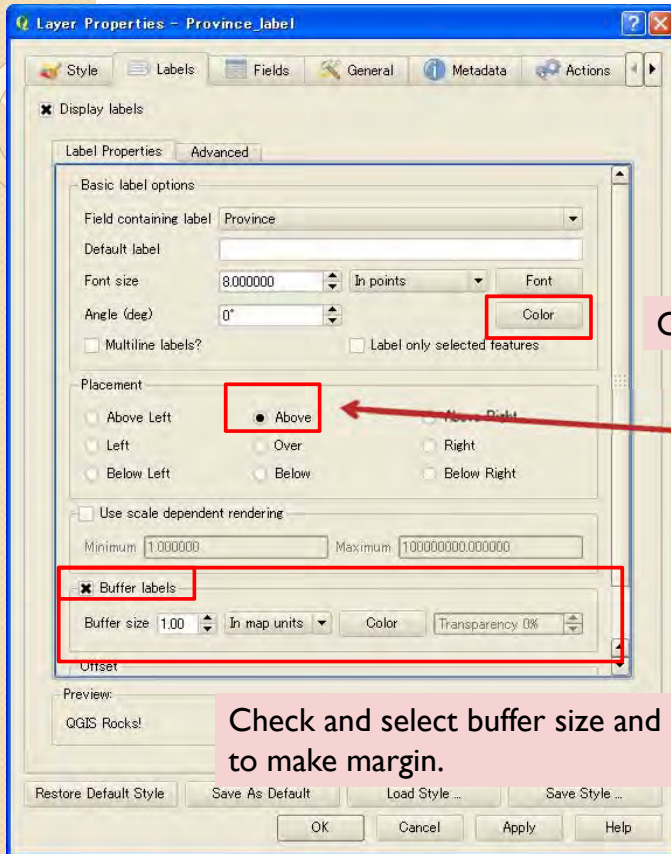 Layer Properties - Province_label
Style Labels Fields General Metadata Actions
Display labels
Label Properties Advanced
Basic label options
Field containing label Province
Default label
Font size 8.000000 In points Font
Angle (deg) 0° Color
Multiline labels? Label only selected features
Placement
Above Left Above Above Right
Left Over Right
Below Left Below Below Right
Use scale dependent rendering
Minimum 1.000000 Maximum 100000000.000000
Buffer labels
Buffer size 1.00 In map units Color Transparency 0%
Offset
Preview:
QGIS Rocks!
Check and select buffer size and
to make margin.
Restore Default Style Save As Default Load Style ... Save Style ...
OK Cancel Apply Help